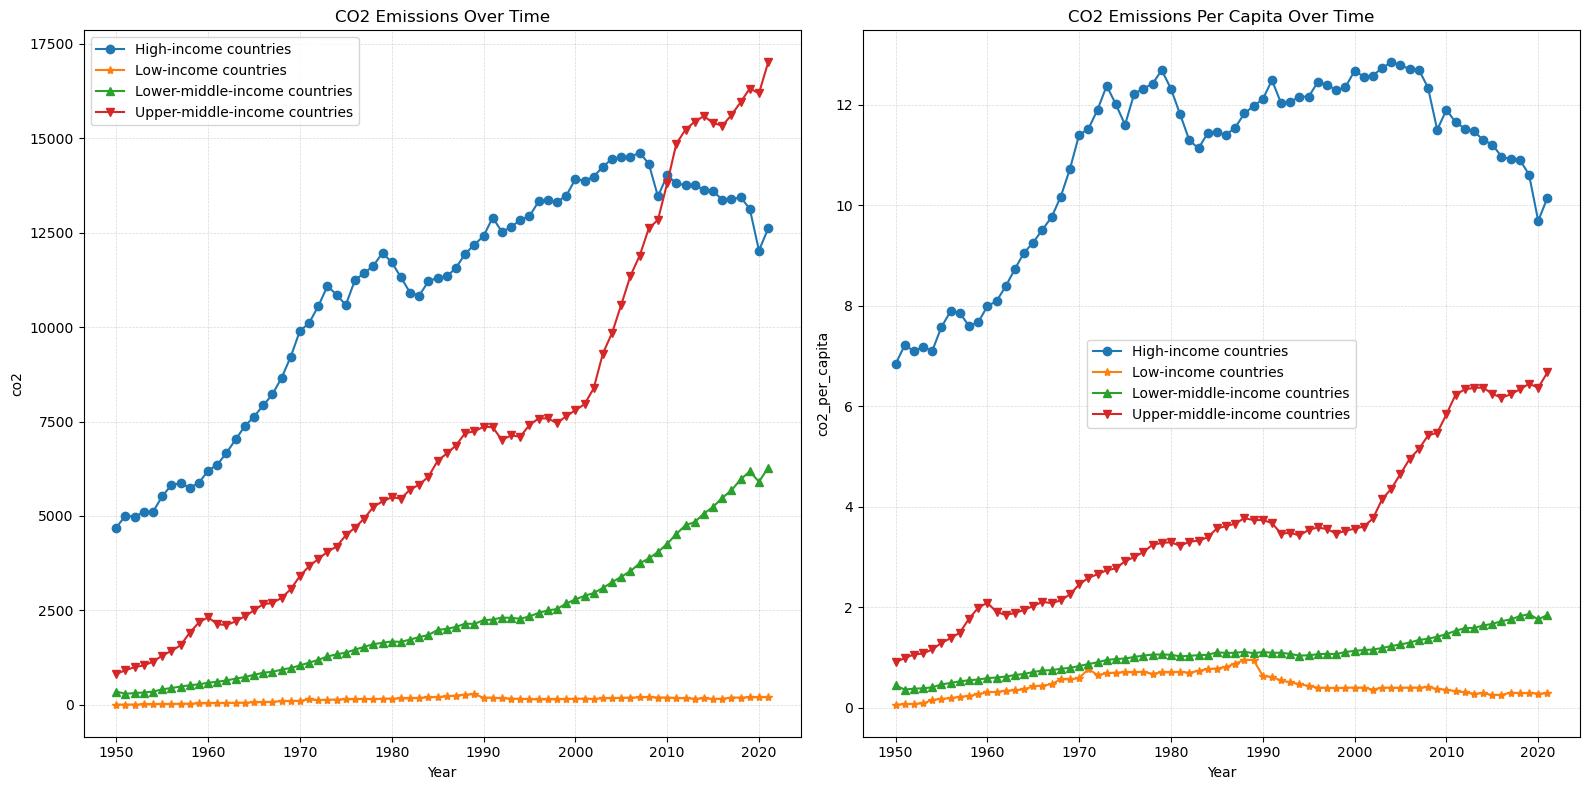 CO2 Emissions Over Time
17500
15000
12500
10000
7500
5000
2500
0
co2
High-income countries
Low-income countries
Lower-middle-income countries
Upper-middle-income countries
1950 1960 1970 1980 1990 2000 2010 2020
Year
CO2 Emissions Per Capita Over Time
12
10
8
6
4
2
0
co2_per_capita
High-income countries
Low-income countries
Lower-middle-income countries
Upper-middle-income countries
1950 1960 1970 1980 1990 2000 2010 2020
Year